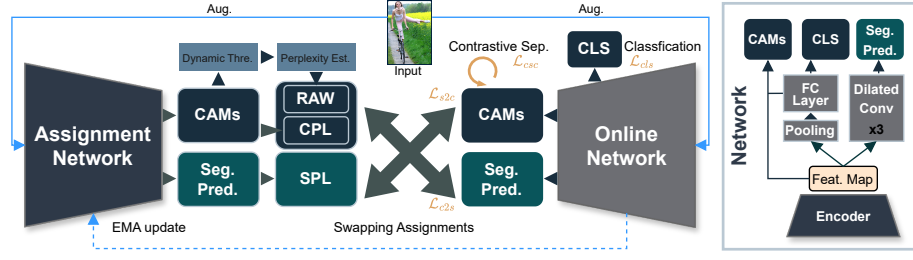 Aug.
Aug.
Input
Dynamic Thre.
Perplexity Est.
Contrastive Sep.
ℒcsc
CLS
Classfication
ℒcls
Assignment
Network
CAMs
RAW
CPL
ℒs2c
CAMs
Online
Network
Seg.
Pred.
SPL
Seg.
Pred.
ℒc2s
EMA update
Swapping Assignments
Network
CAMs
CLS
Seg.
Pred.
FC
Layer
Dilated
Conv
x3
Pooling
Feat. Map
Encoder